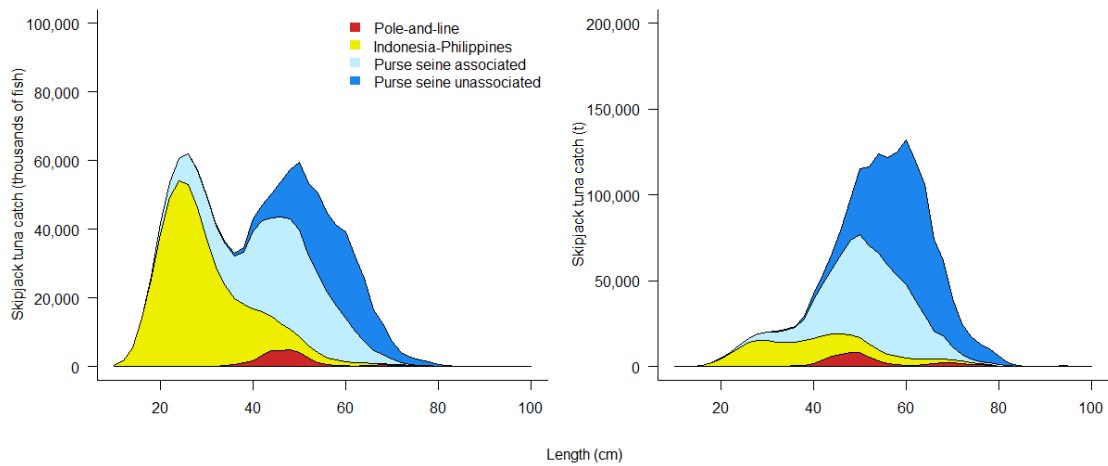 100,000
80,000
60,000
40,000
20,000
0
Skipjack tuna catch (thousands of fish)
Pole-and-line
Indonesia-Philippines
Purse seine associated
Purse seine unassociated
20 40 60 80 100
200,000
150,000
100,000
50,000
0
Skipjack tuna catch (t)
20 40 60 80 100
Length (cm)